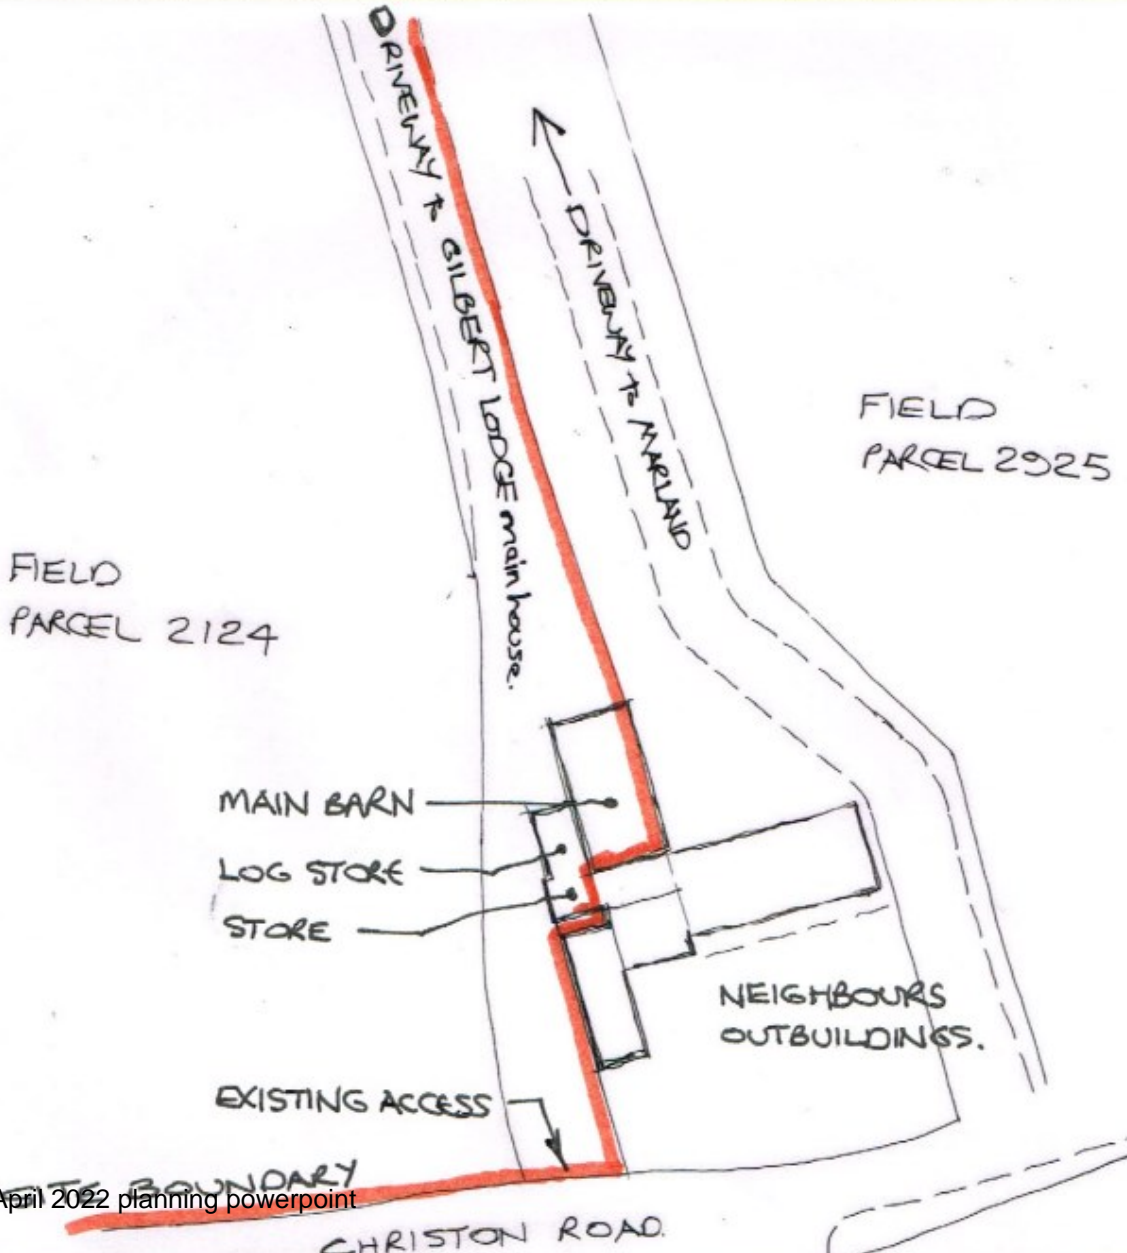 DRIVEWAY to GILBERT LODGE main house.
DRIVEWAY to MARLAND
FIELD
PARCEL 2925
FIELD
PARCEL 2124
MAIN BARN
LOG STORE
STORE
NEIGHBOURS
OUTBUILDINGS.
EXISTING ACCESS
SITE BOUNDARY
April 2022 planning powerpoint
CHRISTON ROAD.